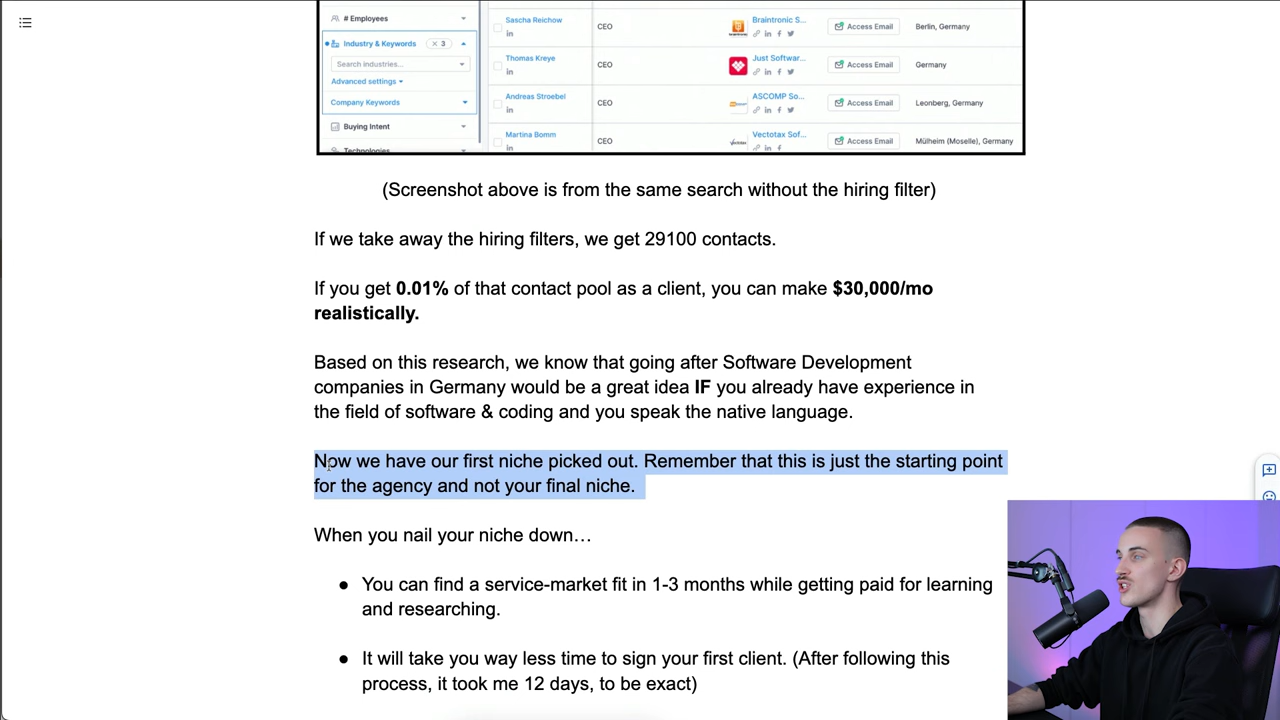 # Employees
Sascha Reichow
CEO
Braintronic S...
Access Email
Berlin, Germany
in
Industry & Keywords
× 3
Search industries...
Thomas Kreye
CEO
Just Softwar...
Access Email
Germany
in
Advanced settings
Company Keywords
Andreas Stroebel
CEO
ASCOMP So...
Access Email
Leonberg, Germany
in
Buying Intent
Martina Bomm
CEO
Vectotax Sof...
Access Email
Mülheim (Moselle), Germany
in
Technologies
(Screenshot above is from the same search without the hiring filter)
If we take away the hiring filters, we get 29100 contacts.
If you get 0.01% of that contact pool as a client, you can make $30,000/mo
realistically.
Based on this research, we know that going after Software Development
companies in Germany would be a great idea IF you already have experience in
the field of software & coding and you speak the native language.
Now we have our first niche picked out. Remember that this is just the starting point
for the agency and not your final niche.
When you nail your niche down…
● You can find a service-market fit in 1-3 months while getting paid for learning
and researching.
● It will take you way less time to sign your first client. (After following this
process, it took me 12 days, to be exact)